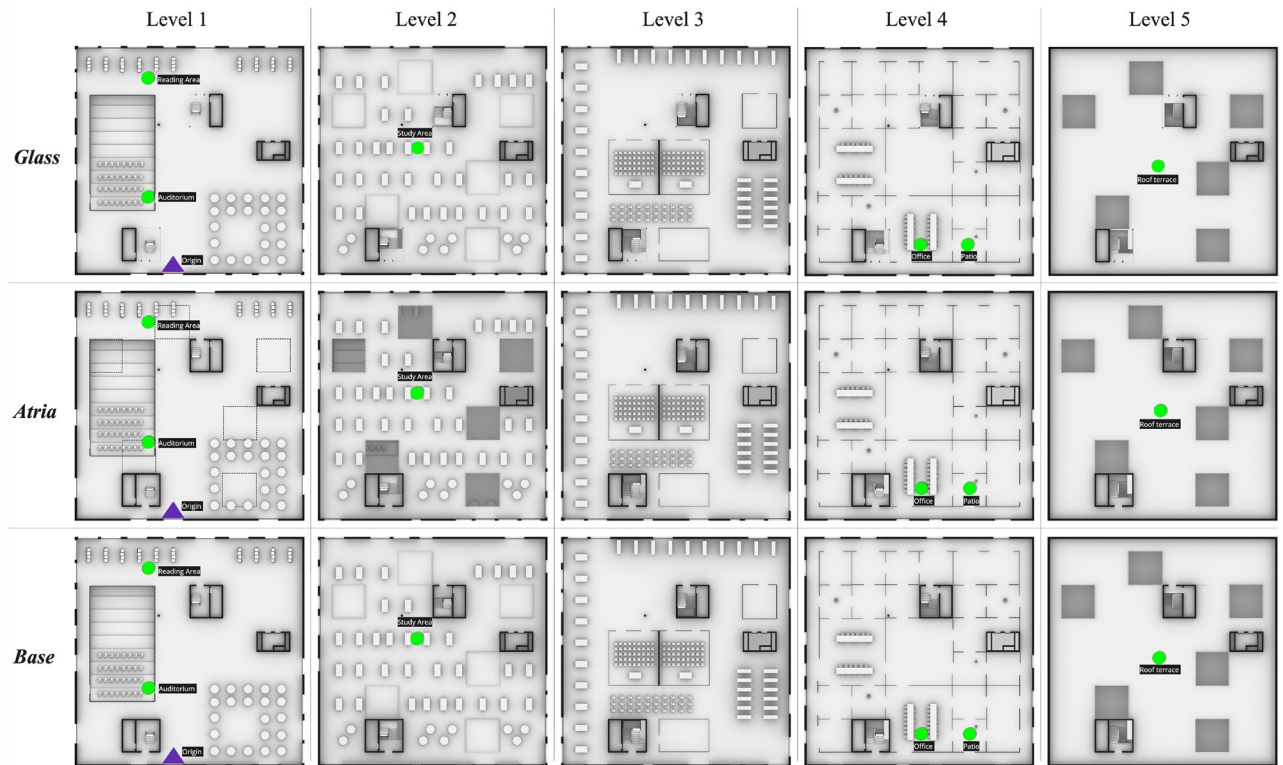 Level 1 Level 2 Level 3 Level 4 Level 5
Glass
Reading Area
Study Area
Auditorium
Roof terrace
Origin
Office
Patio
Atria
Reading Area
Study Area
Auditorium
Roof terrace
Origin
Office
Patio
Base
Reading Area
Study Area
Auditorium
Roof terrace
Origin
Office
Patio